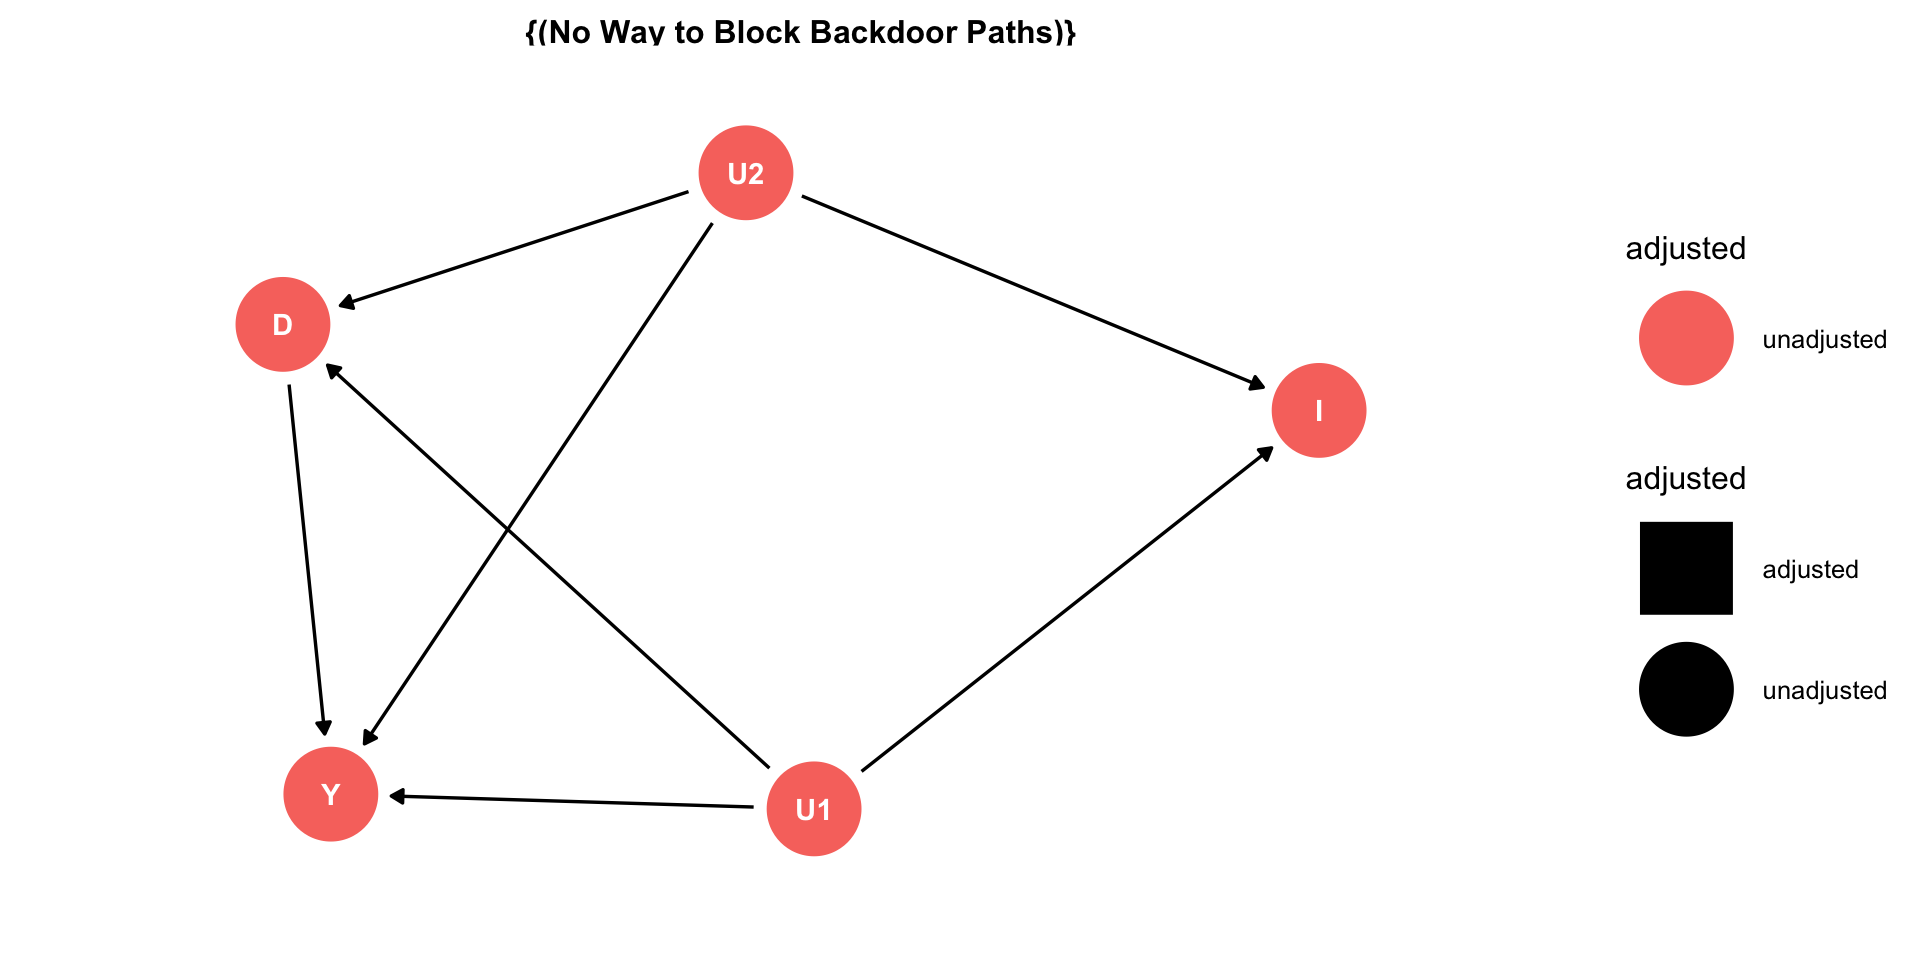 {(No Way to Block Backdoor Paths)}
U2
D
I
Y
U1
adjusted
unadjusted
adjusted
adjusted
unadjusted